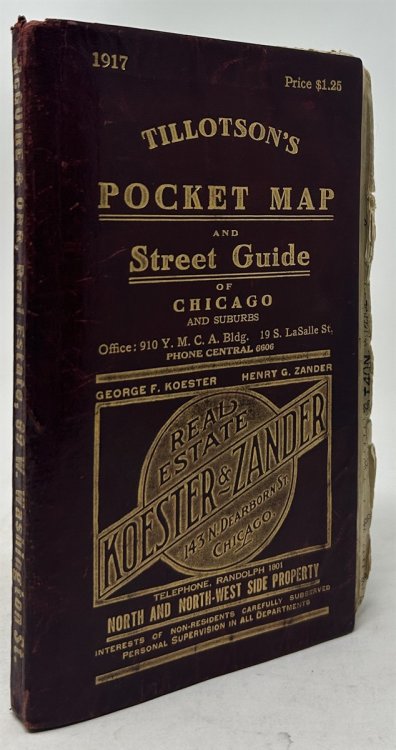 1917
Price $1.25
TILLOTSON'S
POCKET MAP
AND
Street Guide
OF
CHICAGO
AND SUBURBS
Office: 910 Y. M. C. A. Bldg. 19 S. LaSalle St.
PHONE CENTRAL 6606
GEORGE F. KOESTER HENRY G. ZANDER
REAL
ESTATE
KOESTER & ZANDER
143 N. DEARBORN ST.
CHICAGO.
TELEPHONE, RANDOLPH 1801
NORTH AND NORTH-WEST SIDE PROPERTY
INTERESTS OF NON-RESIDENTS CAREFULLY SUBSERVED
PERSONAL SUPERVISION IN ALL DEPARTMENTS
McGUIRE & ORR, Real Estate, 69 W. Washington St.